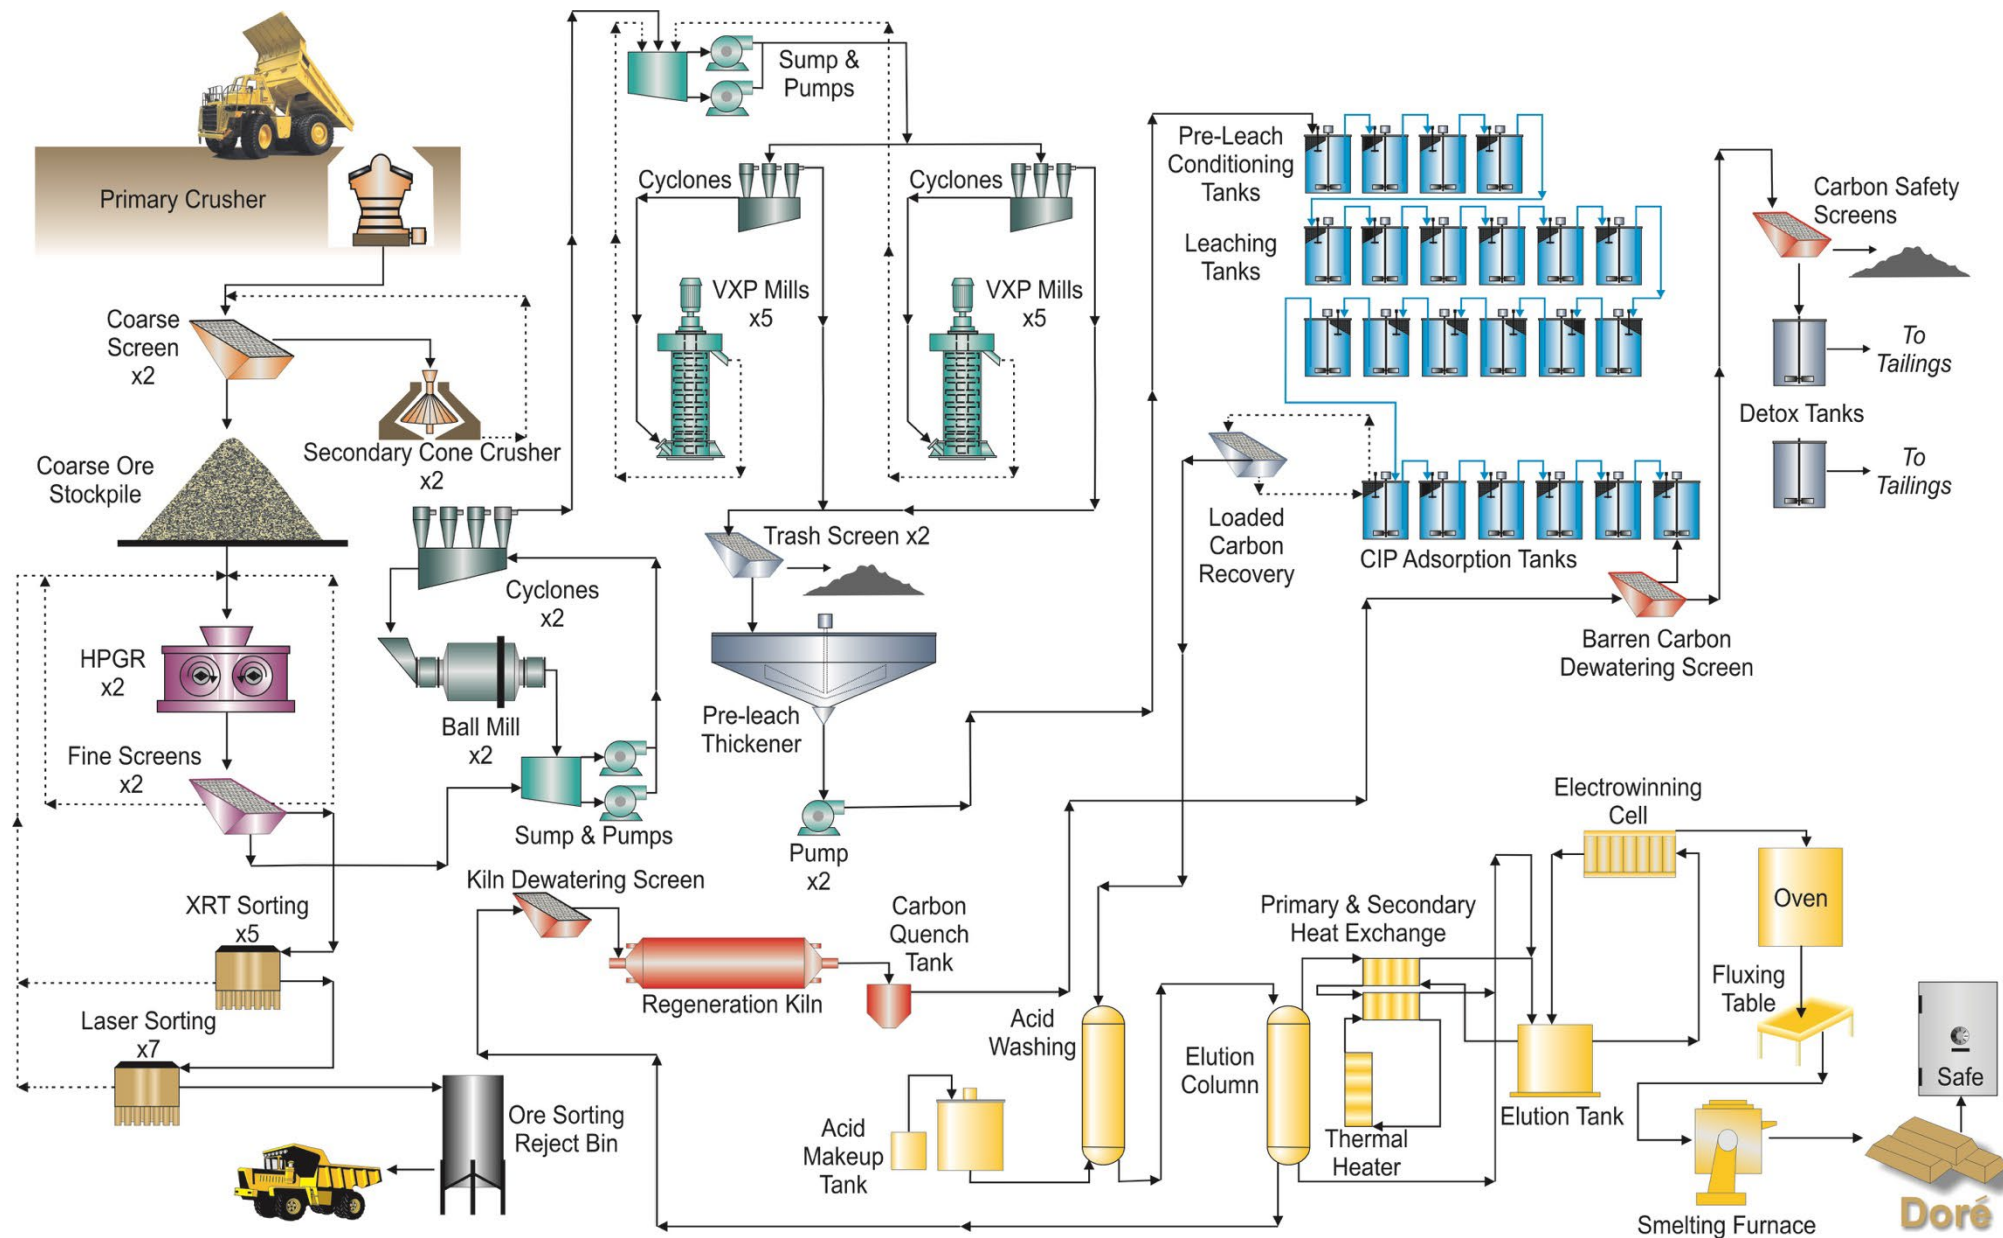 Primary Crusher
Coarse
Screen
x2
Secondary Cone Crusher
x2
Coarse Ore
Stockpile
HPGR
x2
Fine Screens
x2
XRT Sorting
x5
Laser Sorting
x7
Ore Sorting
Reject Bin
Cyclones
x2
Ball Mill
x2
Sump & Pumps
Sump &
Pumps
Cyclones
Cyclones
VXP Mills
x5
VXP Mills
x5
Trash Screen x2
Pre-leach
Thickener
Pump
x2
Pre-Leach
Conditioning
Tanks
Leaching
Tanks
Loaded
Carbon
Recovery
CIP Adsorption Tanks
Barren Carbon
Dewatering Screen
Carbon Safety
Screens
To
Tailings
Detox Tanks
To
Tailings
Kiln Dewatering Screen
Regeneration Kiln
Carbon
Quench
Tank
Acid
Washing
Acid
Makeup
Tank
Elution
Column
Primary & Secondary
Heat Exchange
Thermal
Heater
Elution Tank
Electrowinning
Cell
Oven
Fluxing
Table
Smelting Furnace
Safe
Doré